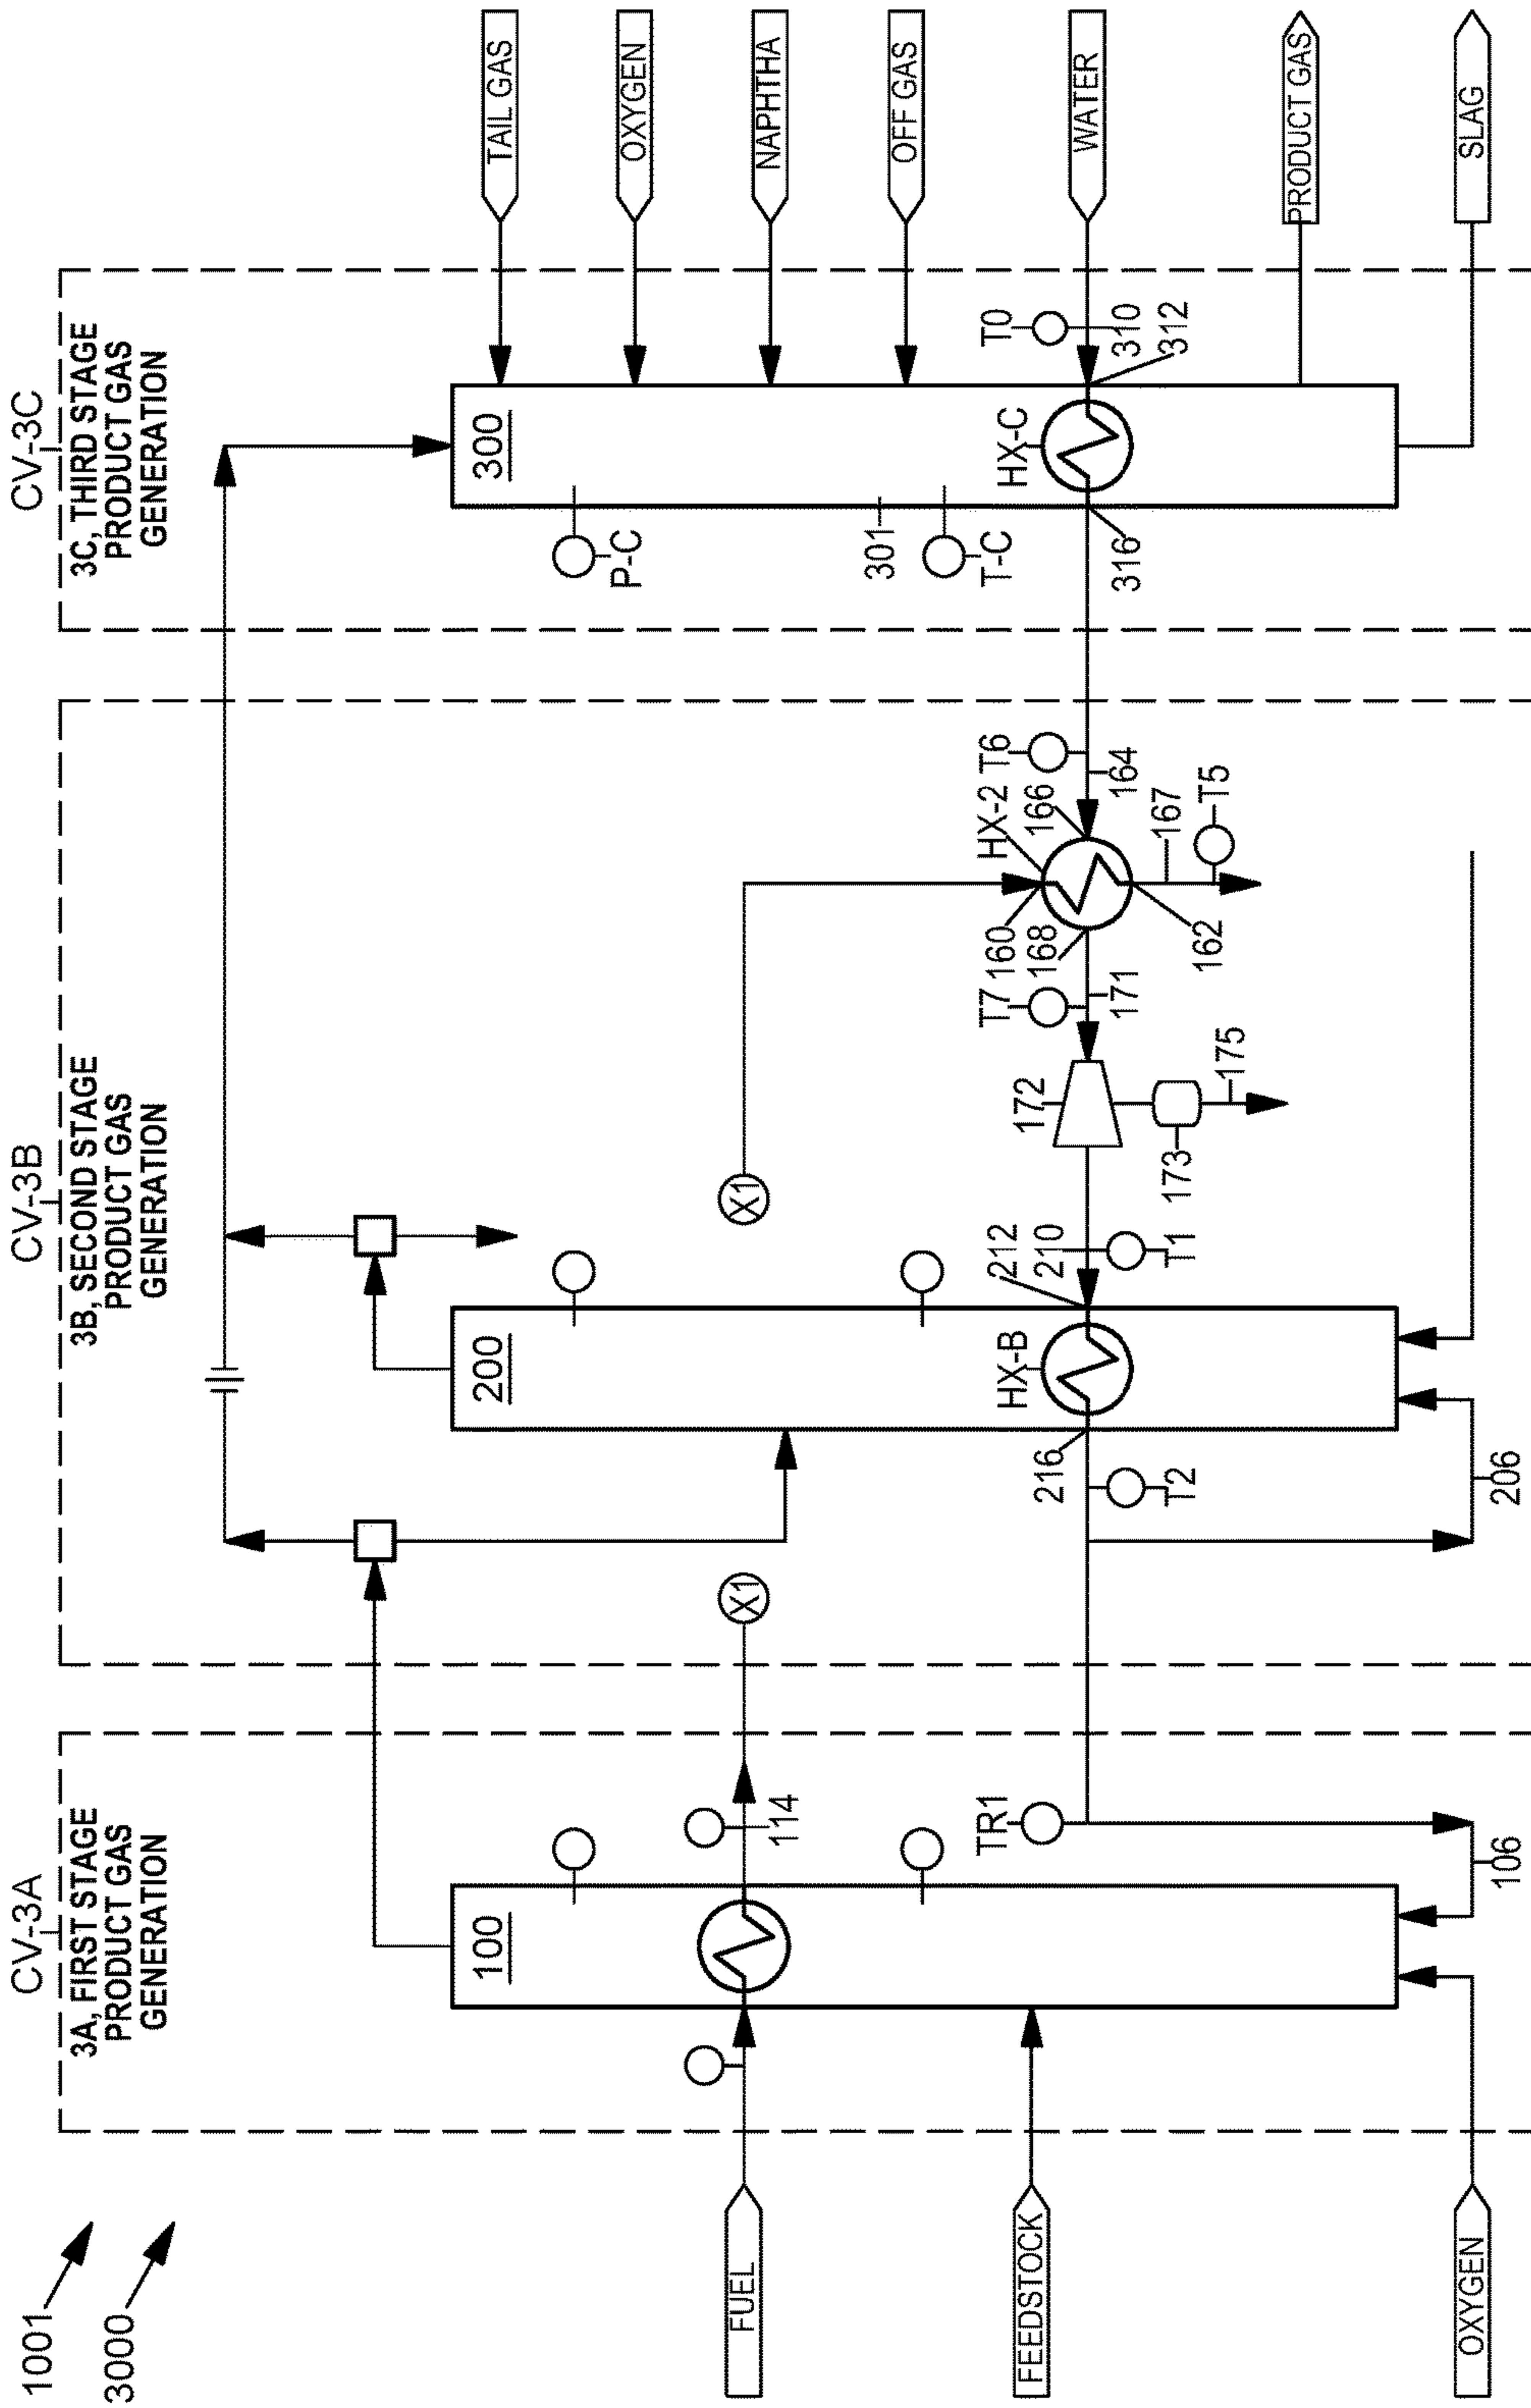 1001
3000
CV-3A
3A, FIRST STAGE
PRODUCT GAS
GENERATION
CV-3B
3B, SECOND STAGE
PRODUCT GAS
GENERATION
CV-3C
3C, THIRD STAGE
PRODUCT GAS
GENERATION
FUEL
FEEDSTOCK
OXYGEN
100
114
TR1
106
X1
200
HX-B
216
T2
206
212
210
T1
X1
172
173
175
T7
171
160
168
HX-2
166
162
167
T5
T6
164
300
P-C
301
T-C
HX-C
316
T0
310
312
TAIL GAS
OXYGEN
NAPHTHA
OFF GAS
WATER
PRODUCT GAS
SLAG